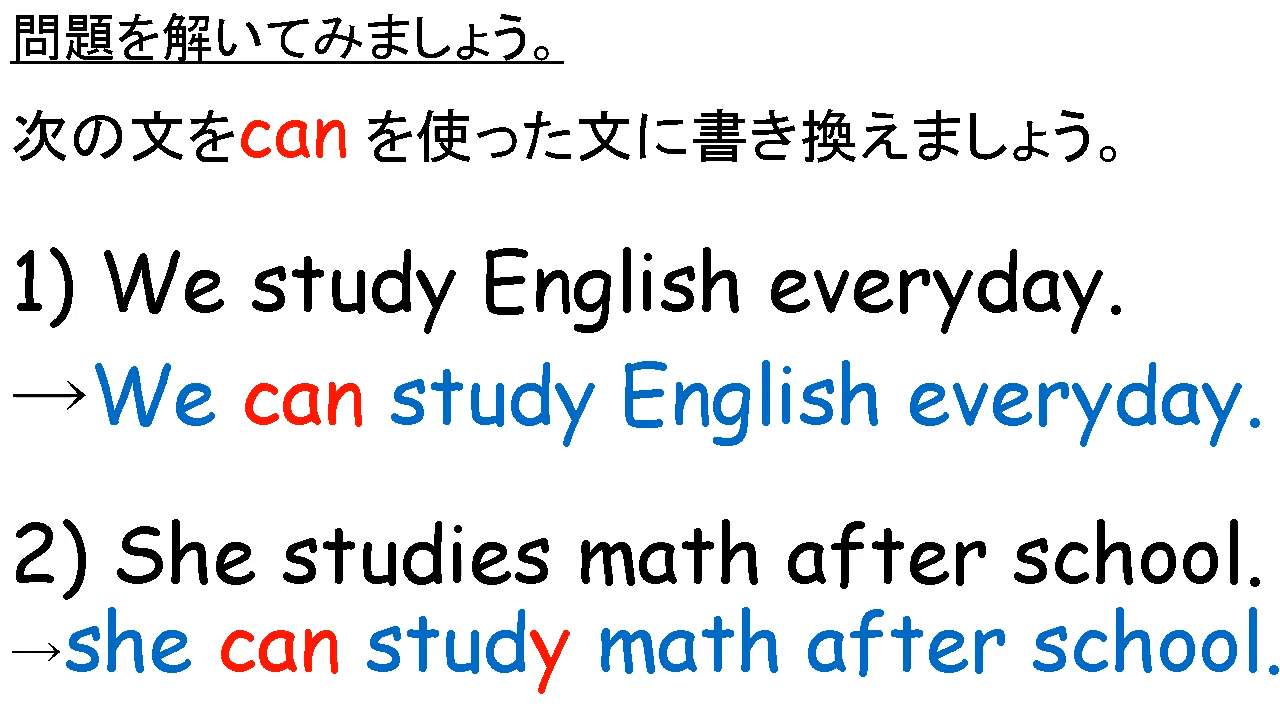 問題を解いてみましょう。
次の文をcan を使った文に書き換えましょう。
1) We study English everyday.
→We can study English everyday.
2) She studies math after school.
→she can study math after school.